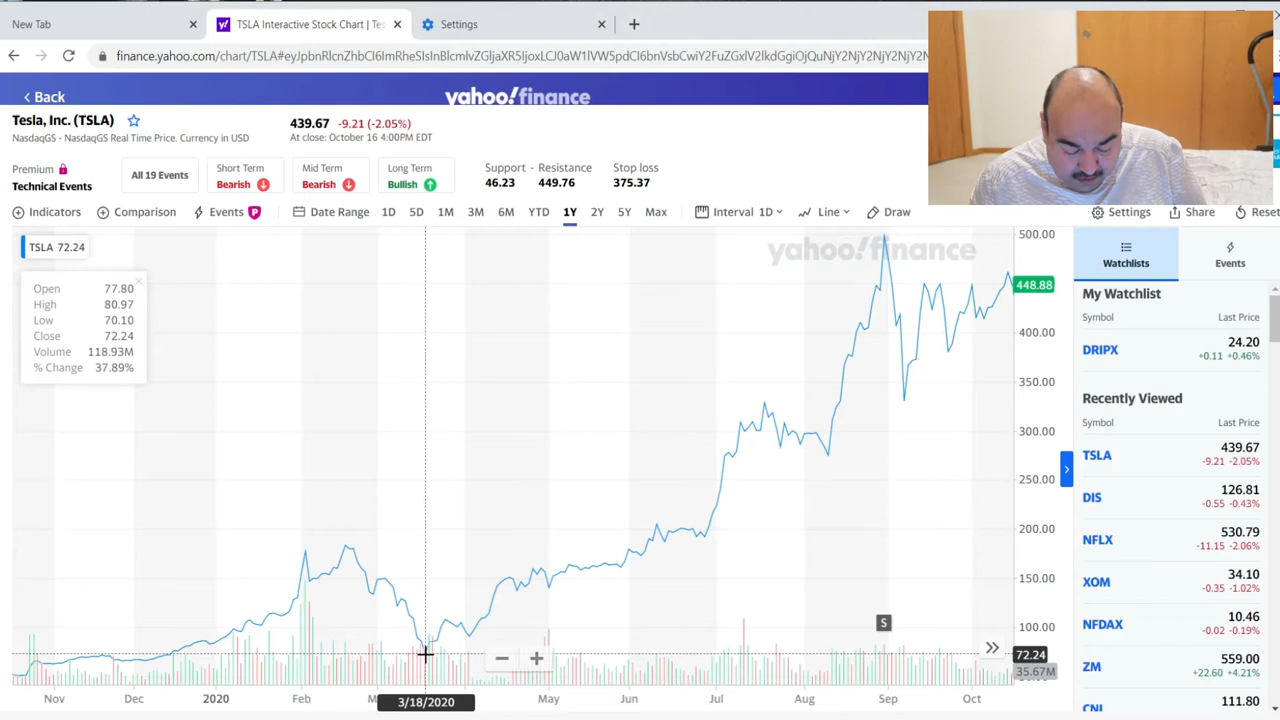 New Tab
TSLA Interactive Stock Chart | Tes
Settings
< Back
yahoo!finance
Tesla, Inc. (TSLA)
NasdaqGS - NasdaqGS Real Time Price. Currency in USD
439.67 -9.21 (-2.05%)
At close: October 16 4:00PM EDT
Premium
Technical Events
All 19 Events
Short Term
Bearish
Mid Term
Bearish
Long Term
Bullish
Support - Resistance
46.23 449.76
Stop loss
375.37
Indicators Comparison Events P Date Range 1D 5D 1M 3M 6M YTD 1Y 2Y 5Y Max Interval 1D Line Draw Settings Share Reset
TSLA 72.24
Open 77.80
High 80.97
Low 70.10
Close 72.24
Volume 118.93M
% Change 37.89%
yahoo!finance
500.00
448.88
400.00
350.00
300.00
250.00
200.00
150.00
100.00
72.24
35.67M
S
Nov Dec 2020 Feb 3/18/2020 May Jun Jul Aug Sep Oct
Watchlists
Events
My Watchlist
Symbol Last Price
DRIPX 24.20
+0.11 +0.46%
Recently Viewed
Symbol Last Price
TSLA 439.67
-9.21 -2.05%
DIS 126.81
-0.55 -0.43%
NFLX 530.79
-11.15 -2.06%
XOM 34.10
-0.35 -1.02%
NFDAX 10.46
-0.02 -0.19%
ZM 559.00
+22.60 +4.21%
CNI 111.80